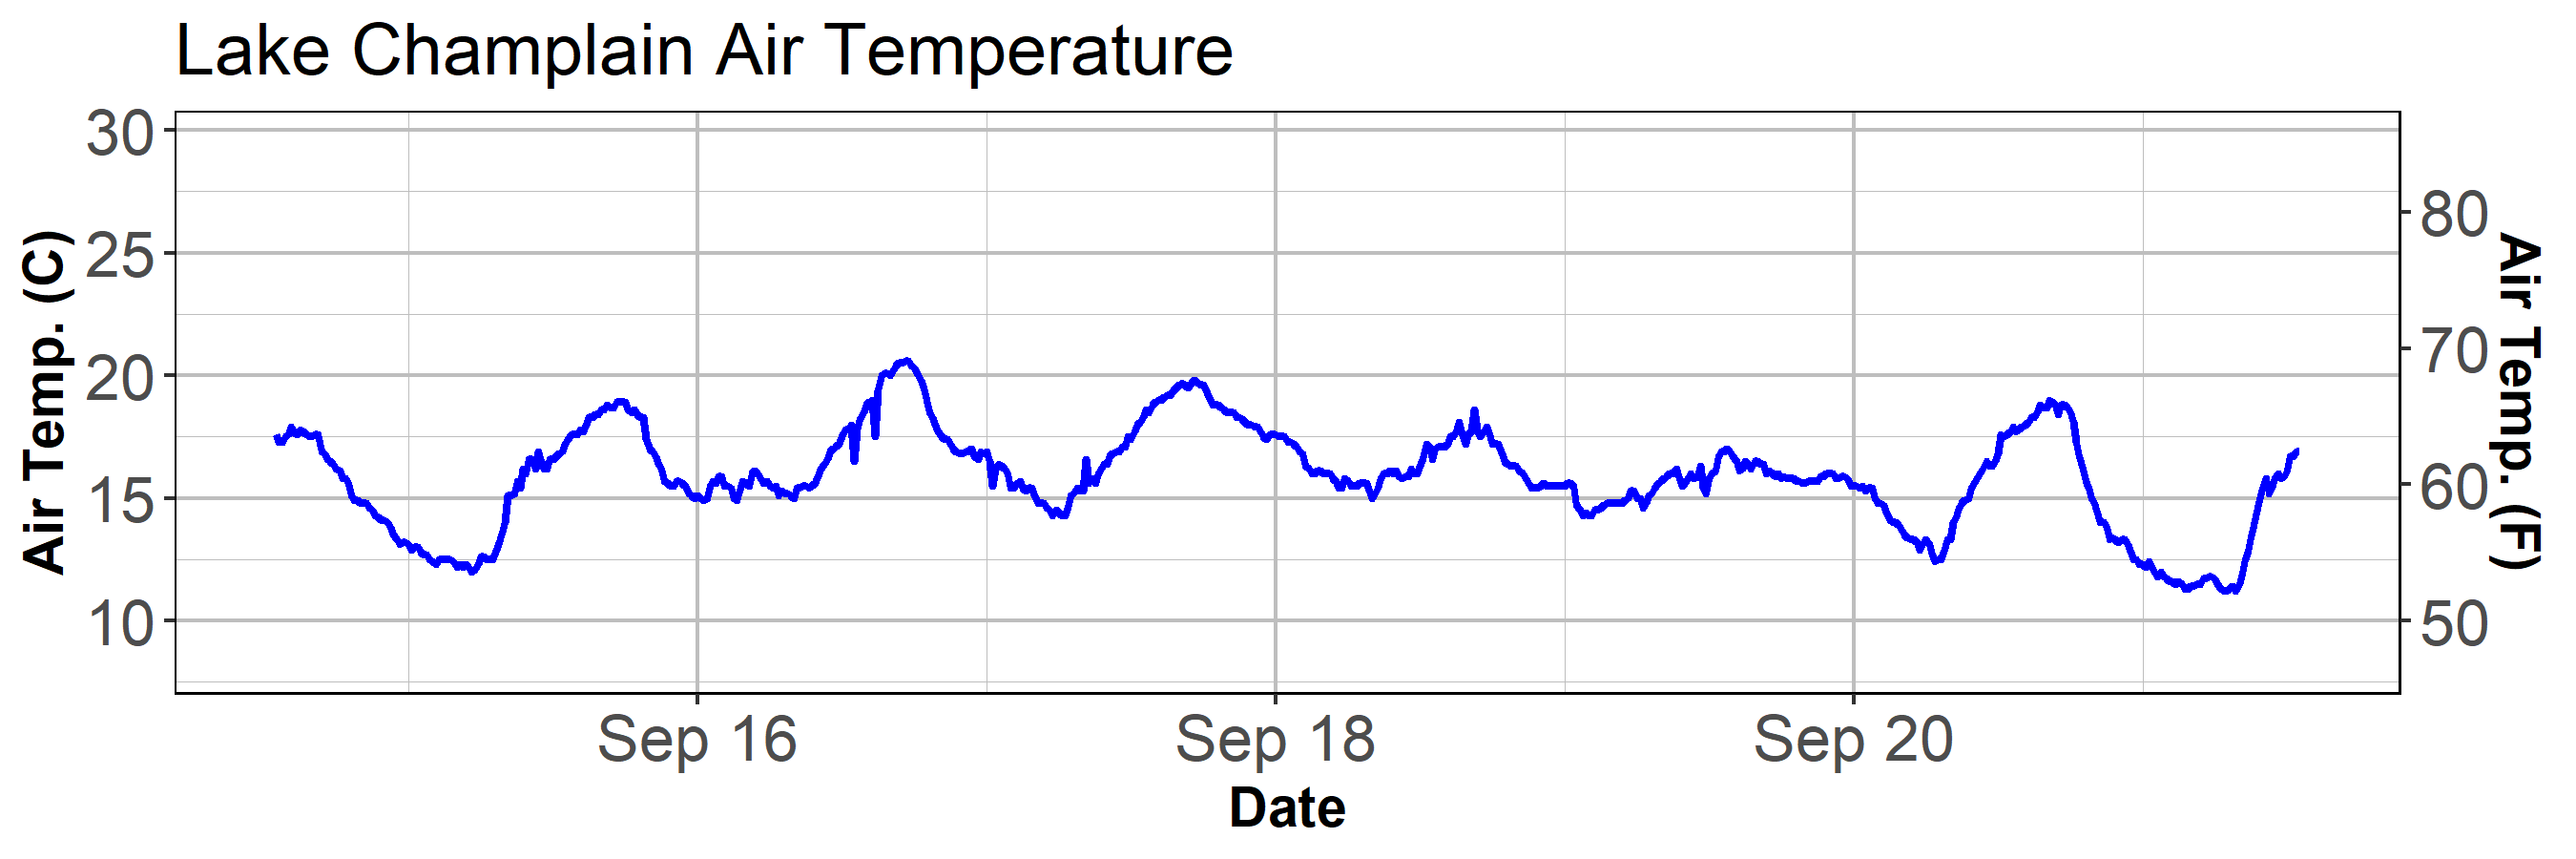 Lake Champlain Air Temperature
Air Temp. (C)
30
25
20
15
10
80
70
60
50
Air Temp. (F)
Sep 16
Sep 18
Sep 20
Date